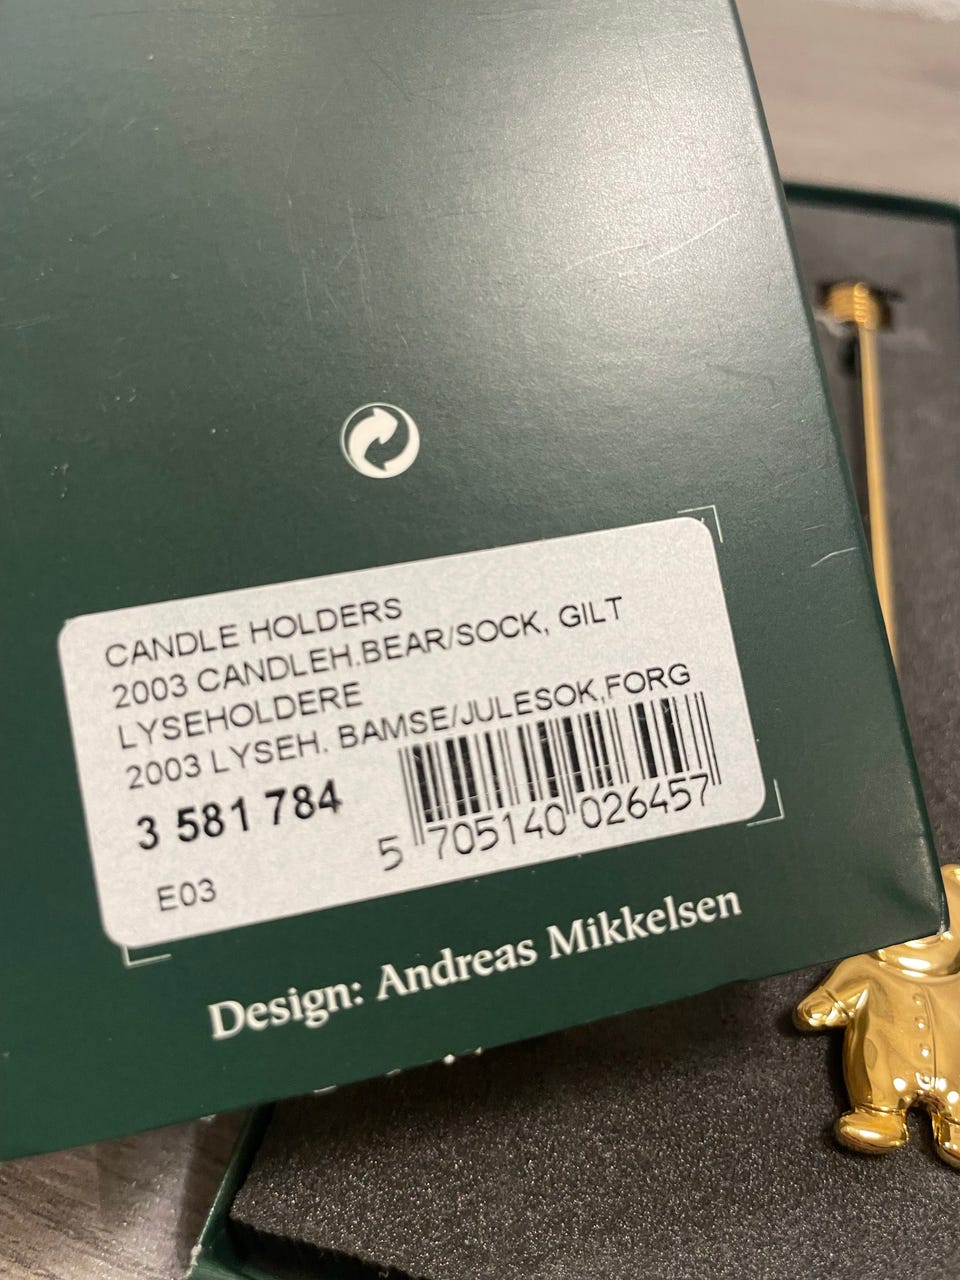 CANDLE HOLDERS
2003 CANDLEH.BEAR/SOCK, GILT
LYSEHOLDERE
2003 LYSEH. BAMSE/JULESOK,FORG
3 581 784
5 705140 026457
E03
Design: Andreas Mikkelsen